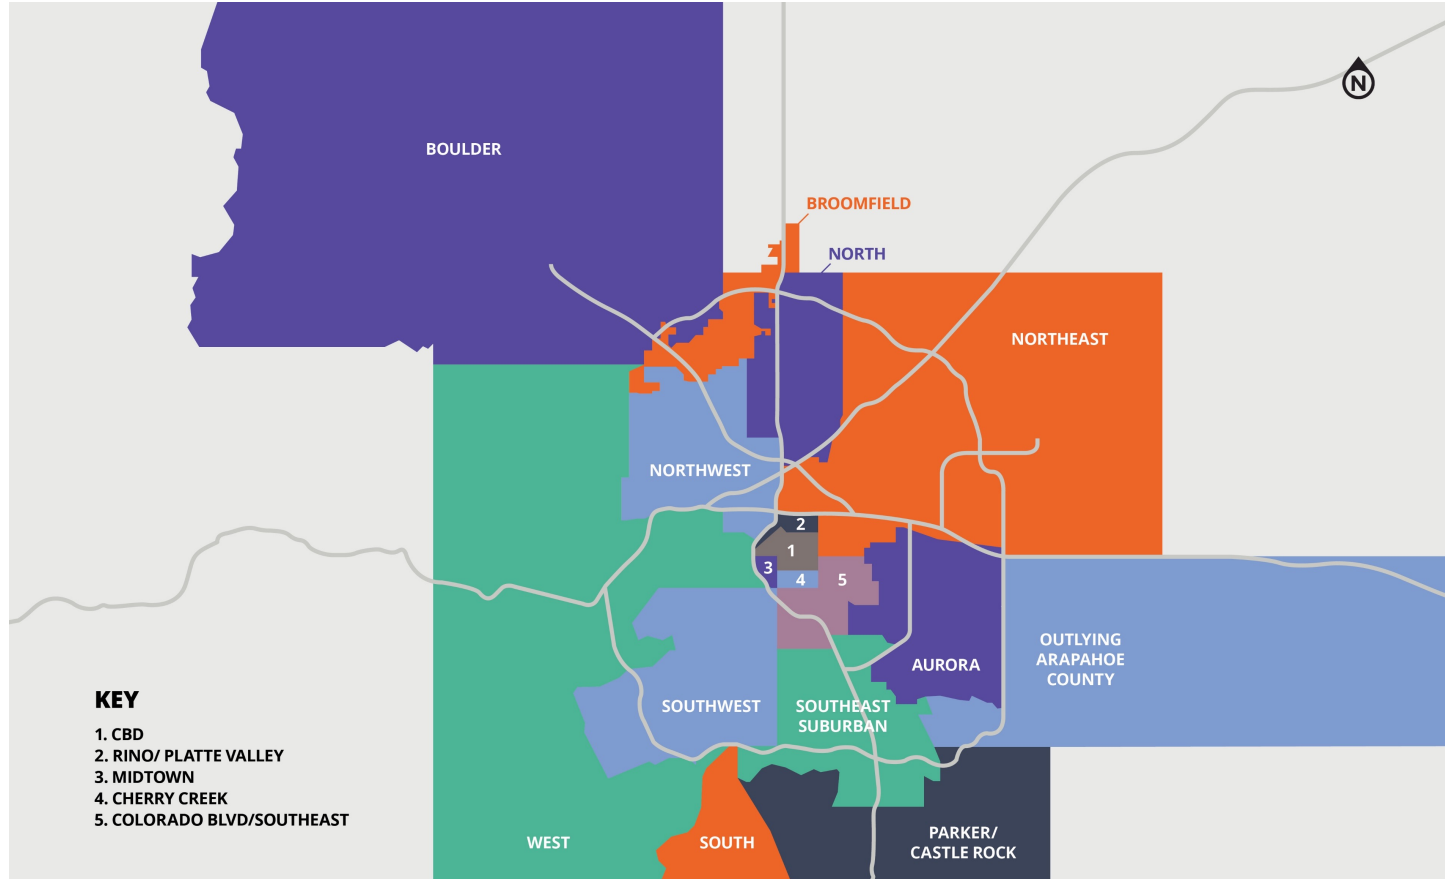 BOULDER
N
BROOMFIELD
NORTH
NORTHEAST
NORTHWEST
2
1
3
4
5
OUTLYING
ARAPAHOE
COUNTY
AURORA
SOUTHWEST
SOUTHEAST
SUBURBAN
KEY
1. CBD
2. RINO/ PLATTE VALLEY
3. MIDTOWN
4. CHERRY CREEK
5. COLORADO BLVD/SOUTHEAST
WEST
SOUTH
PARKER/
CASTLE ROCK